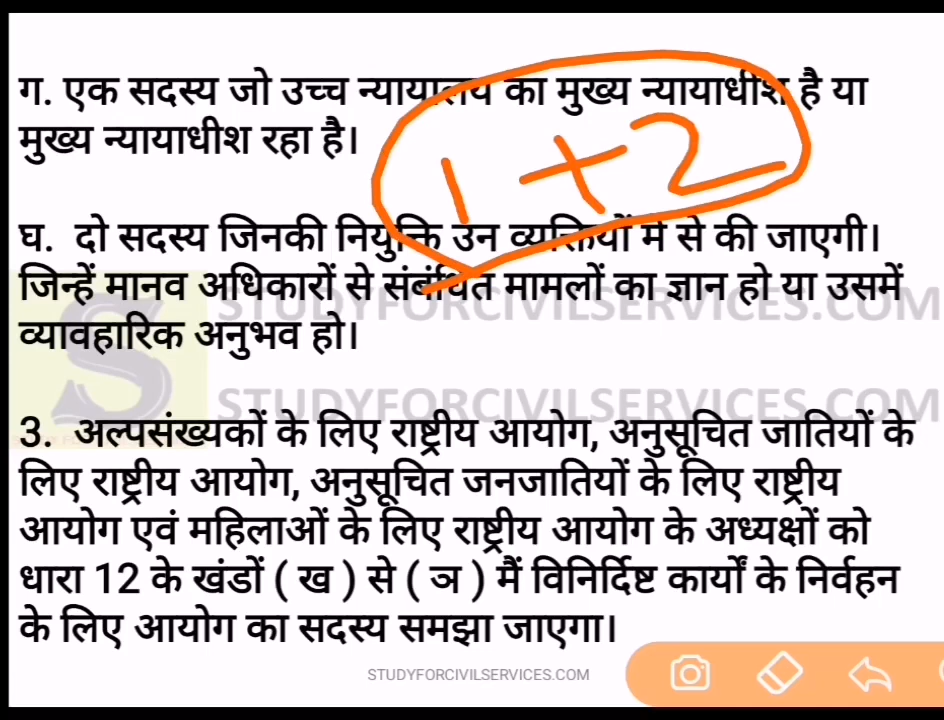 ग. एक सदस्य जो उच्च न्यायालय का मुख्य न्यायाधीश है या
मुख्य न्यायाधीश रहा है।
1 + 2
घ. दो सदस्य जिनकी नियुक्ति उन व्यक्तियों में से की जाएगी।
जिन्हें मानव अधिकारों से संबंधित मामलों का ज्ञान हो या उसमें
व्यावहारिक अनुभव हो।
STUDYFORCIVILSERVICES.COM
STUDYFORCIVILSERVICES.COM
3. अल्पसंख्यकों के लिए राष्ट्रीय आयोग, अनुसूचित जातियों के
लिए राष्ट्रीय आयोग, अनुसूचित जनजातियों के लिए राष्ट्रीय
आयोग एवं महिलाओं के लिए राष्ट्रीय आयोग के अध्यक्षों को
धारा 12 के खंडों ( ख ) से ( ञ ) मैं विनिर्दिष्ट कार्यों के निर्वहन
के लिए आयोग का सदस्य समझा जाएगा।
STUDYFORCIVILSERVICES.COM